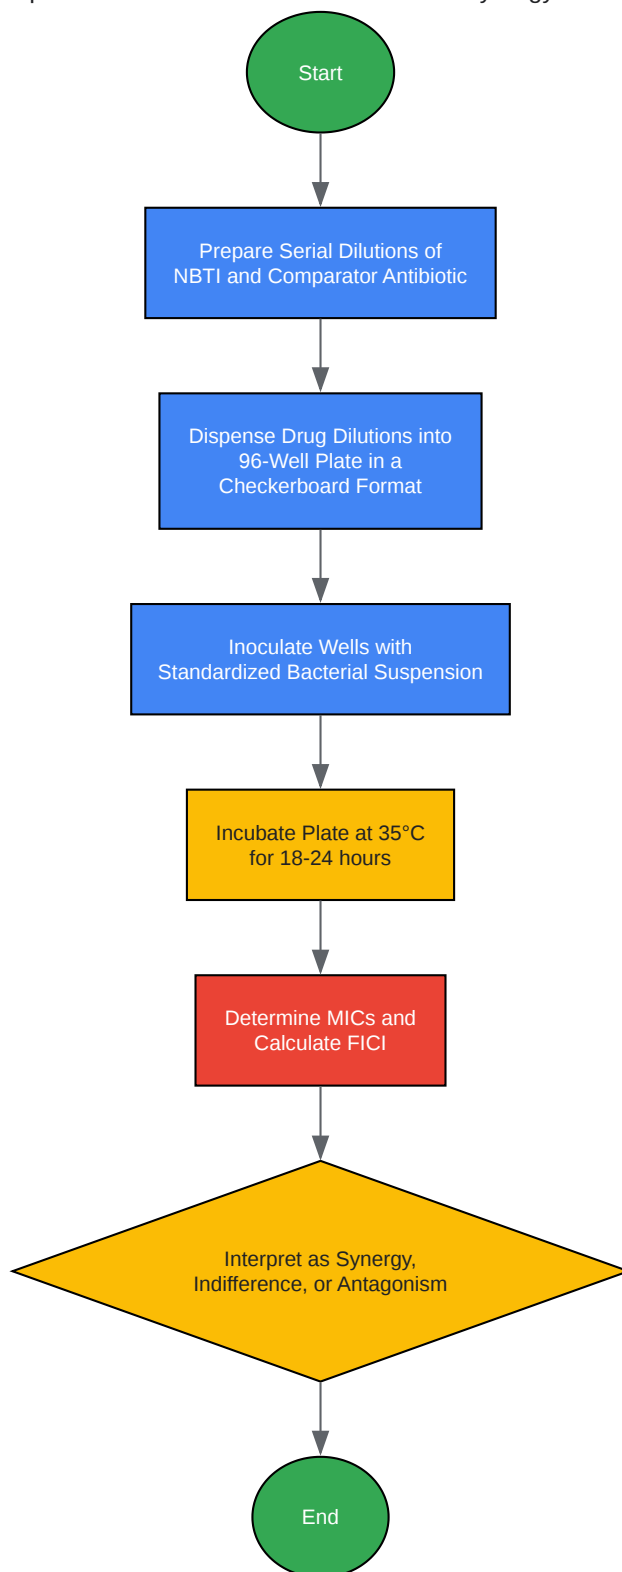 Start
Prepare Serial Dilutions of
NBTI and Comparator Antibiotic
Dispense Drug Dilutions into
96-Well Plate in a
Checkerboard Format
Inoculate Wells with
Standardized Bacterial Suspension
Incubate Plate at 35°C
for 18-24 hours
Determine MICs and
Calculate FICI
Interpret as Synergy,
Indifference, or Antagonism
End